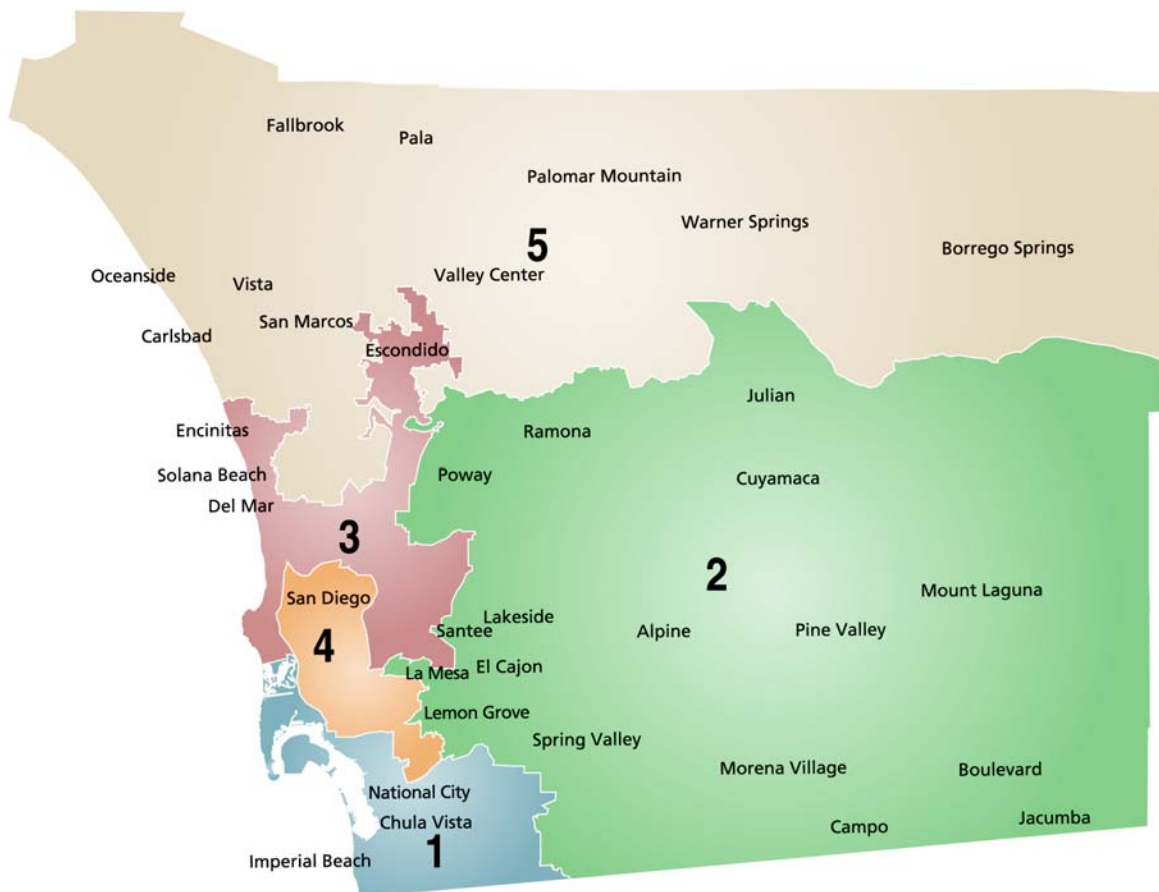 Fallbrook
Pala
Palomar Mountain
Warner Springs
5
Borrego Springs
Oceanside
Vista
Valley Center
San Marcos
Carlsbad
Escondido
Julian
Encinitas
Ramona
Solana Beach
Poway
Cuyamaca
Del Mar
3
2
Mount Laguna
San Diego
Lakeside
Santee
Alpine
Pine Valley
4
La Mesa
El Cajon
Lemon Grove
Spring Valley
Morena Village
Boulevard
National City
Chula Vista
Campo
Jacumba
1
Imperial Beach